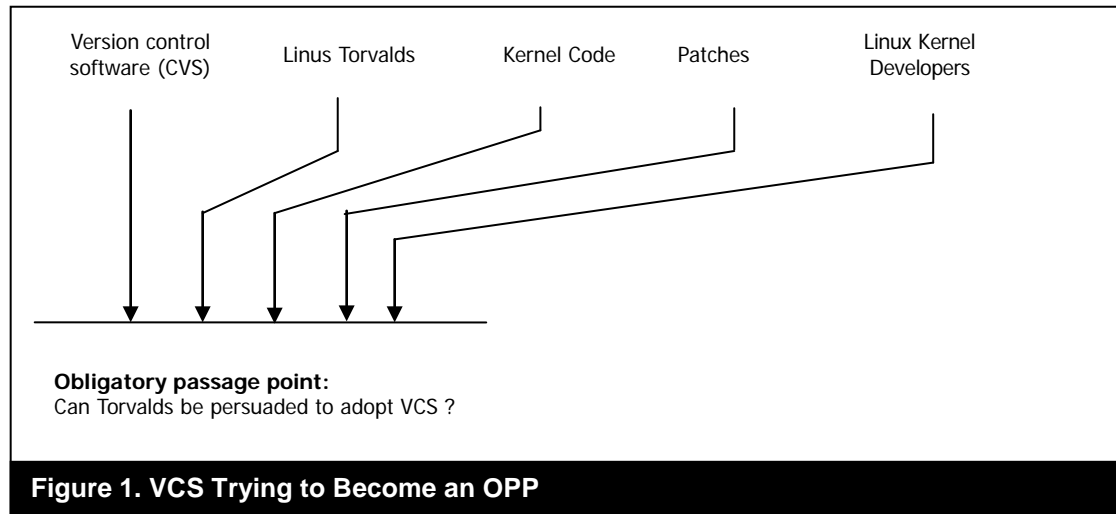 Version control
software (CVS)
Linus Torvalds
Kernel Code
Patches
Linux Kernel
Developers
Obligatory passage point:
Can Torvalds be persuaded to adopt VCS ?
Figure 1. VCS Trying to Become an OPP